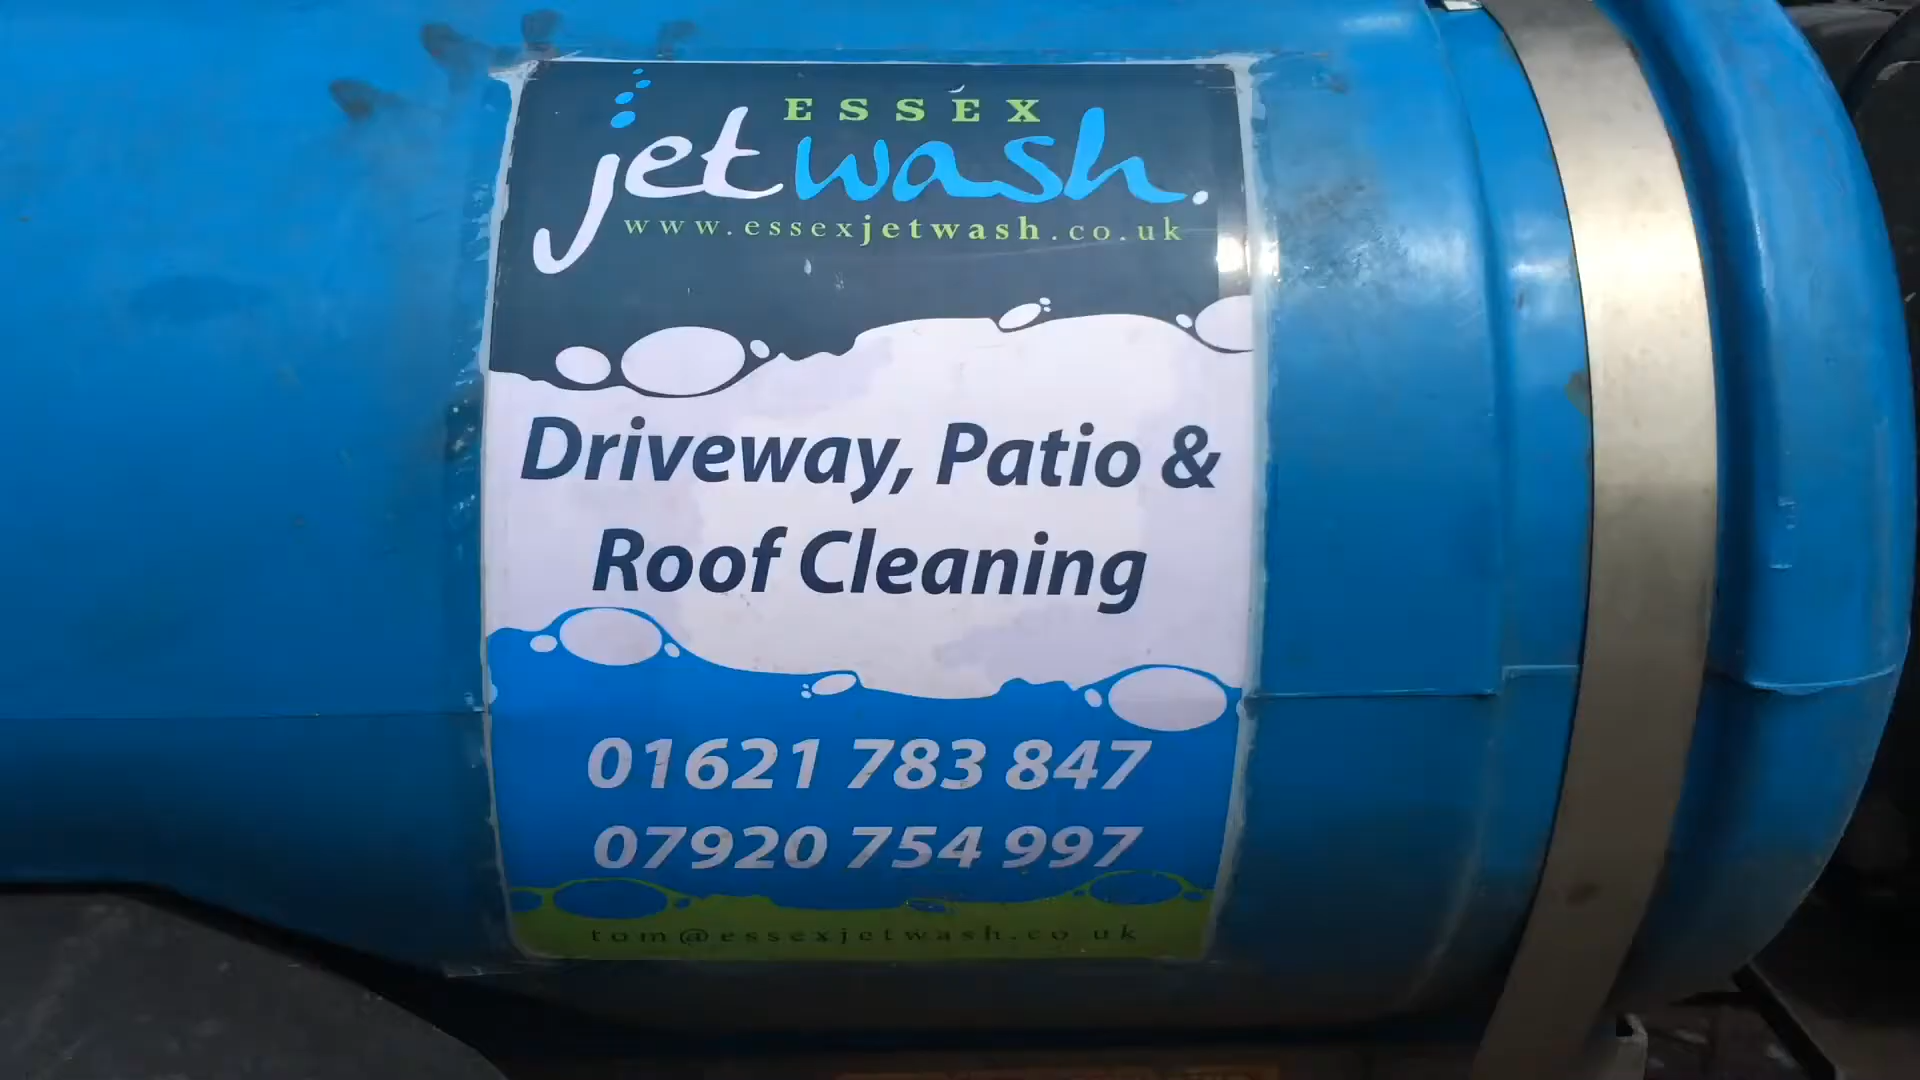 ESSEX
jetwash.
www.essexjetwash.co.uk
Driveway, Patio &
Roof Cleaning
01621 783 847
07920 754 997
tom@essexjetwash.co.uk